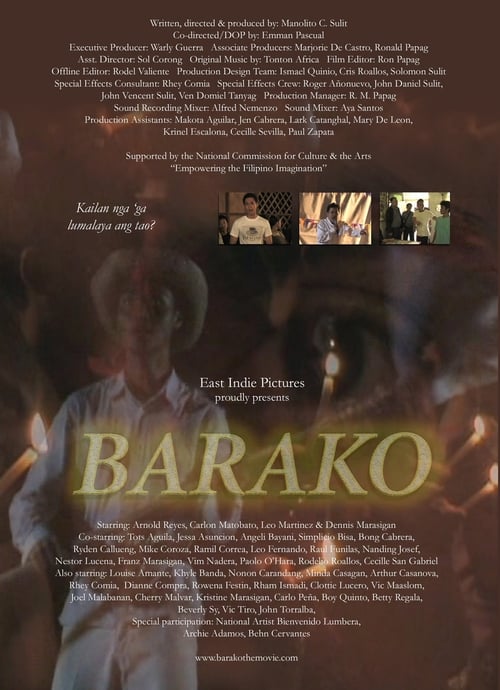 Written, directed & produced by: Manolito C. Sulit
Co-directed/DOP by: Emman Pascual
Executive Producer: Warly Guerra Associate Producers: Marjorie De Castro, Ronald Papag
Asst. Director: Sol Corong Original Music by: Tonton Africa Film Editor: Ron Papag
Offline Editor: Rodel Valiente Production Design Team: Ismael Quinio, Cris Roallos, Solomon Sulit
Special Effects Consultant: Rhey Comia Special Effects Crew: Roger Añonuevo, John Daniel Sulit,
John Vencent Sulit, Ven Domiel Tanyag Production Manager: R. M. Papag
Sound Recording Mixer: Alfred Nemenzo Sound Mixer: Aya Santos
Production Assistants: Makota Aguilar, Jen Cabrera, Lark Catanghal, Mary De Leon,
Krinel Escalona, Cecille Sevilla, Paul Zapata
Supported by the National Commission for Culture & the Arts
“Empowering the Filipino Imagination”
Kailan nga ‘ga
lumalaya ang tao?
East Indie Pictures
proudly presents
BARAKO
Starring: Arnold Reyes, Carlon Matobato, Leo Martinez & Dennis Marasigan
Co-starring: Tots Aguila, Jessa Asuncion, Angeli Bayani, Simplicio Bisa, Bong Cabrera,
Ryden Callueng, Mike Coroza, Ramil Correa, Leo Fernando, Raul Funilas, Nanding Josef,
Nestor Lucena, Franz Marasigan, Vim Nadera, Paolo O'Hara, Rodelio Roallos, Cecille San Gabriel
Also starring: Louise Amante, Khyle Banda, Nonon Carandang, Minda Casagan, Arthur Casanova,
Rhey Comia, Dianne Compra, Rowena Festin, Rham Ismadi, Clottie Lucero, Vic Maaslom,
Joel Malabanan, Cherry Malvar, Kristine Marasigan, Carlo Peña, Boy Quinto, Betty Regala,
Beverly Sy, Vic Tiro, John Torralba,
Special participation: National Artist Bienvenido Lumbera,
Archie Adamos, Behn Cervantes
www.barakothemovie.com